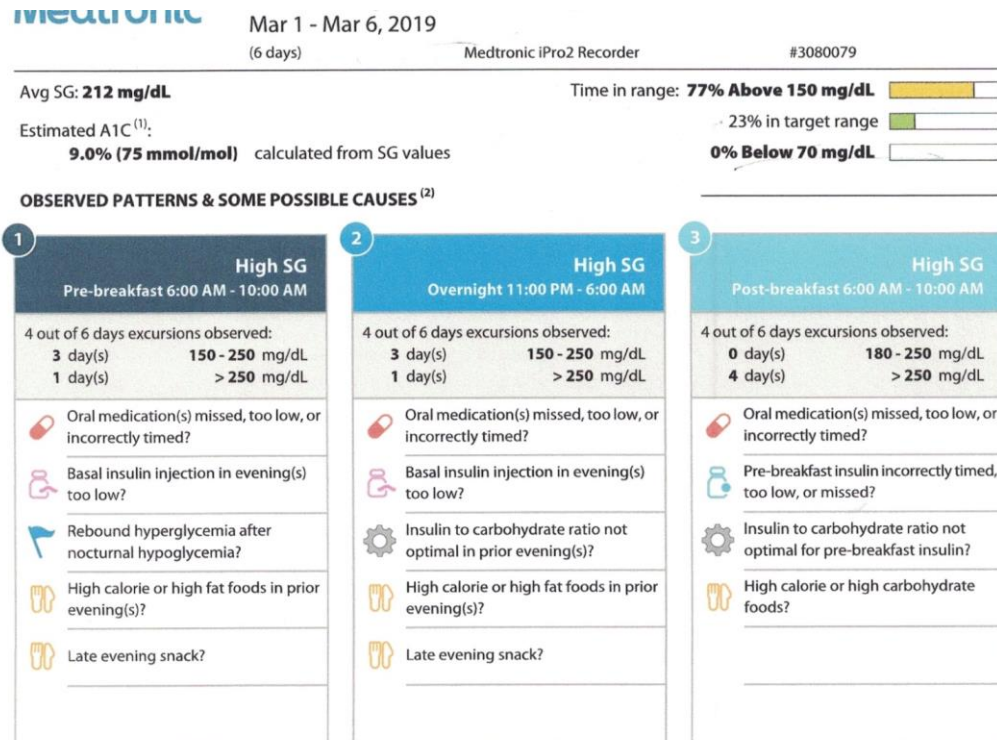 Medtronic
Mar 1 - Mar 6, 2019
(6 days)
Medtronic iPro2 Recorder
#3080079
Avg SG: 212 mg/dL
Time in range: 77% Above 150 mg/dL
Estimated A1C (1):
23% in target range
9.0% (75 mmol/mol) calculated from SG values
0% Below 70 mg/dL
OBSERVED PATTERNS & SOME POSSIBLE CAUSES (2)
1
High SG
Pre-breakfast 6:00 AM - 10:00 AM
4 out of 6 days excursions observed:
3 day(s) 150 - 250 mg/dL
1 day(s) > 250 mg/dL
Oral medication(s) missed, too low, or
incorrectly timed?
Basal insulin injection in evening(s)
too low?
Rebound hyperglycemia after
nocturnal hypoglycemia?
High calorie or high fat foods in prior
evening(s)?
Late evening snack?
2
High SG
Overnight 11:00 PM - 6:00 AM
4 out of 6 days excursions observed:
3 day(s) 150 - 250 mg/dL
1 day(s) > 250 mg/dL
Oral medication(s) missed, too low, or
incorrectly timed?
Basal insulin injection in evening(s)
too low?
Insulin to carbohydrate ratio not
optimal in prior evening(s)?
High calorie or high fat foods in prior
evening(s)?
Late evening snack?
3
High SG
Post-breakfast 6:00 AM - 10:00 AM
4 out of 6 days excursions observed:
0 day(s) 180 - 250 mg/dL
4 day(s) > 250 mg/dL
Oral medication(s) missed, too low, or
incorrectly timed?
Pre-breakfast insulin incorrectly timed,
too low, or missed?
Insulin to carbohydrate ratio not
optimal for pre-breakfast insulin?
High calorie or high carbohydrate
foods?